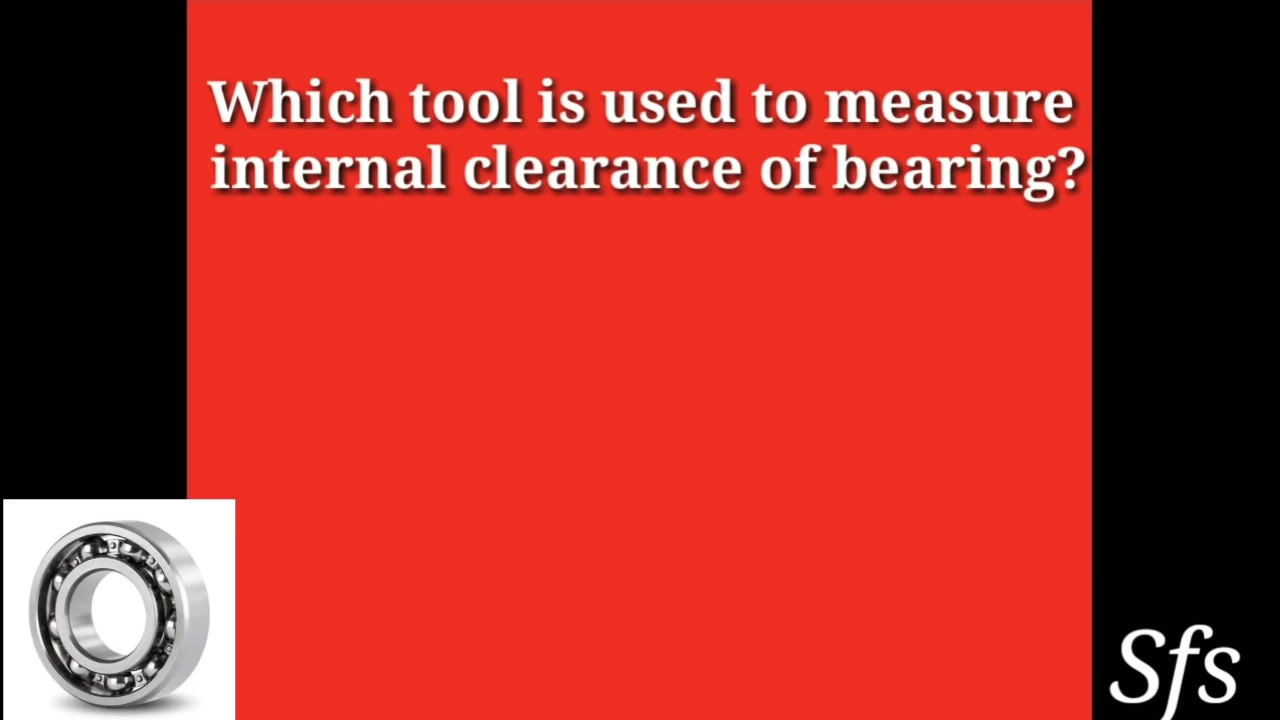 Which tool is used to measure
internal clearance of bearing?
Sfs